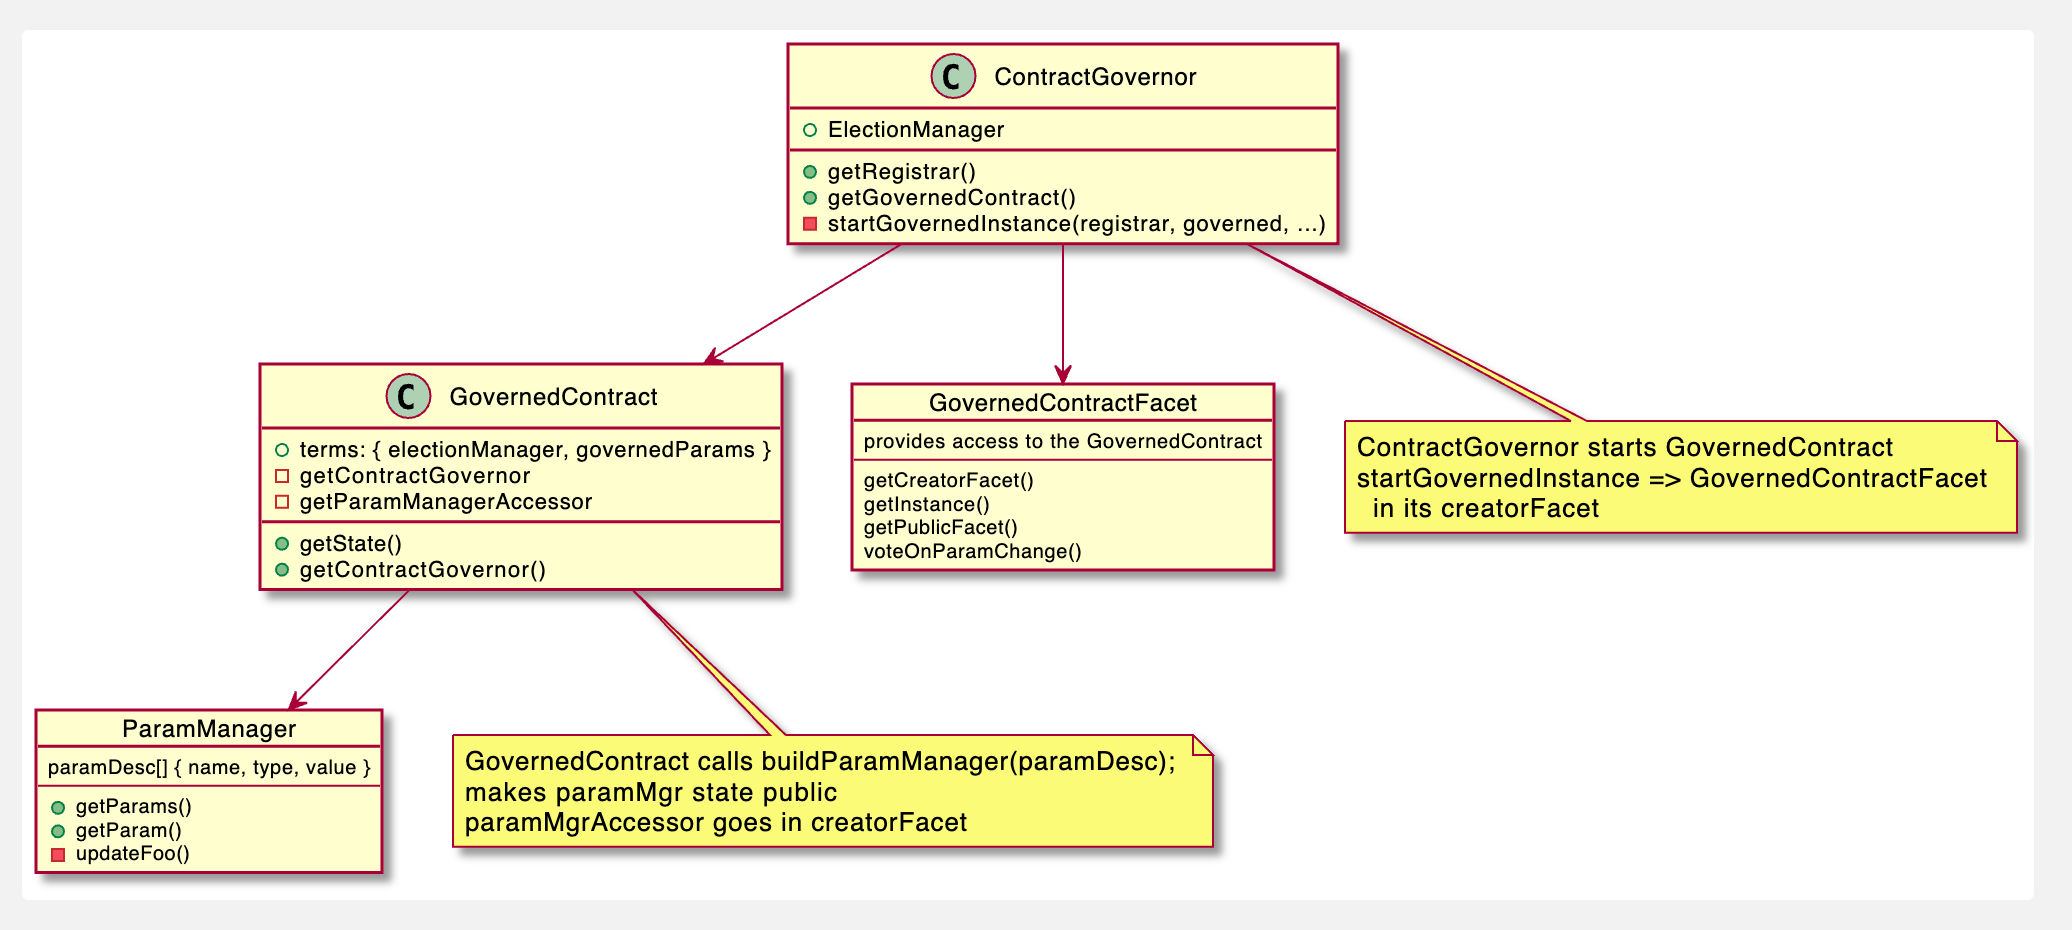 C ContractGovernor
ElectionManager
getRegistrar()
getGovernedContract()
startGovernedInstance(registrar, governed, ...)
C GovernedContract
terms: { electionManager, governedParams }
getContractGovernor
getParamManagerAccessor
getState()
getContractGovernor()
GovernedContractFacet
provides access to the GovernedContract
getCreatorFacet()
getInstance()
getPublicFacet()
voteOnParamChange()
ContractGovernor starts GovernedContract
startGovernedInstance => GovernedContractFacet
in its creatorFacet
ParamManager
paramDesc[] { name, type, value }
getParams()
getParam()
updateFoo()
GovernedContract calls buildParamManager(paramDesc);
makes paramMgr state public
paramMgrAccessor goes in creatorFacet